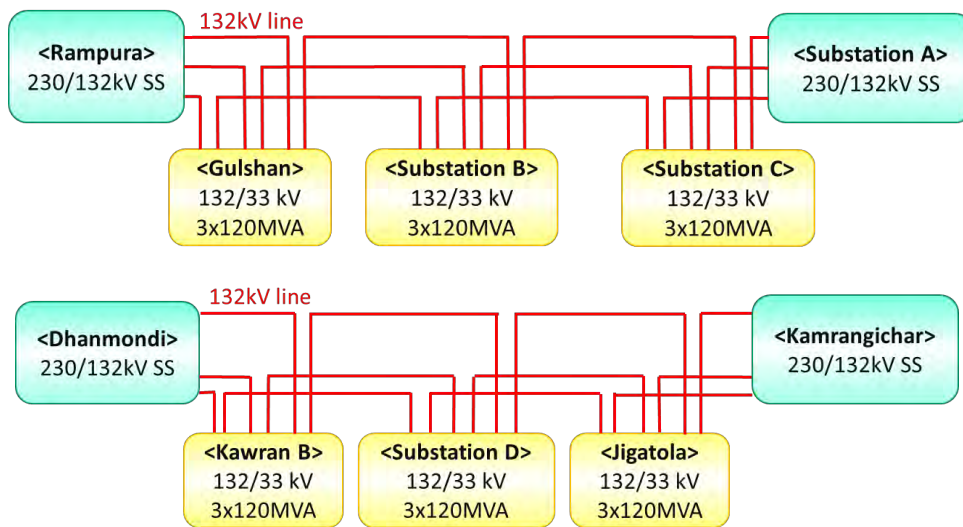 132kV line
<Rampura>
230/132kV SS
<Substation A>
230/132kV SS
<Gulshan>
132/33 kV
3x120MVA
<Substation B>
132/33 kV
3x120MVA
<Substation C>
132/33 kV
3x120MVA
132kV line
<Dhanmondi>
230/132kV SS
<Kamrangichar>
230/132kV SS
<Kawran B>
132/33 kV
3x120MVA
<Substation D>
132/33 kV
3x120MVA
<Jigatola>
132/33 kV
3x120MVA